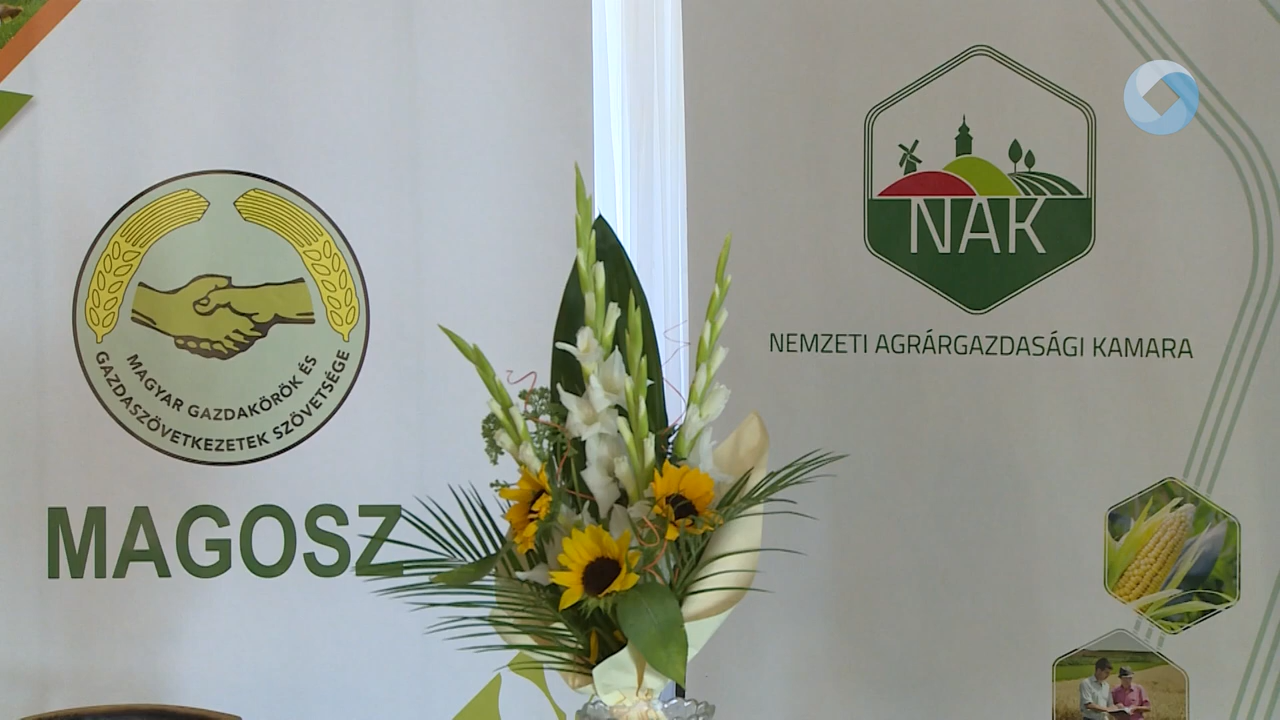 MAGYAR GAZDAKÖRÖK ÉS
GAZDASZÖVETKEZETEK SZÖVETSÉGE
MAGOSZ
NAK
NEMZETI AGRÁRGAZDASÁGI KAMARA